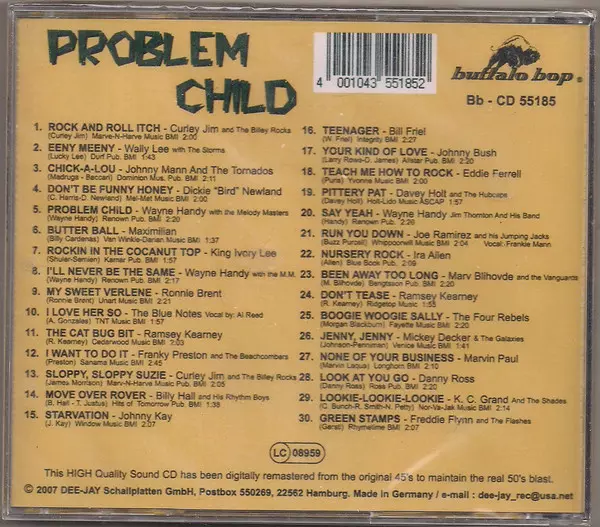 PROBLEM
CHILD
4 001043 551852
buffalo bop®
Bb - CD 55185
1. ROCK AND ROLL ITCH - Curley Jim and The Billey Rocks
(Curley Jim) Marve-N-Harve Music BMI 2:00
2. EENY MEENY - Wally Lee with The Storms
(Lucky Lee) Durf Pub. BMI 1:43
3. CHICK-A-LOU - Johnny Mann And The Tornados
(Madruga - Beccari) Dominion Mus. Pub. BMI 2:11
4. DON'T BE FUNNY HONEY - Dickie "Bird" Newland
(C. Harris-D. Newland) Mel-Met Music BMI 2:00
5. PROBLEM CHILD - Wayne Handy with the Melody Masters
(Wayne Handy) Renown Pub. BMI 2:20
6. BUTTER BALL - Maximilian
(Billy Cardenas) Van Winkle-Darian Music BMI 1:37
7. ROCKIN IN THE COCANUT TOP - King Ivory Lee
(Shuler-Semien) Kamar Pub. BMI 1:57
8. I'LL NEVER BE THE SAME - Wayne Handy with the M.M.
(Wayne Handy) Renown Pub. BMI 2:17
9. MY SWEET VERLENE - Ronnie Brent
(Ronnie Brent) Unart Music BMI 2:21
10. I LOVE HER SO - The Blue Notes Vocal by: Al Reed
(A. Gonzales) TNT Music BMI 1:57
11. THE CAT BUG BIT - Ramsey Kearney
(R. Kearney) Cedarwood Music BMI 2:03
12. I WANT TO DO IT - Franky Preston and The Beachcombers
(Preston) Sanama Music BMI 2:45
13. SLOPPY, SLOPPY SUZIE - Curley Jim and The Billey Rocks
(James Morrison) Marv-N-Harve Music Pub. BMI 2:05
14. MOVE OVER ROVER - Billy Hall and His Rhythm Boys
(B. Hall - T. Justus) Hits of Tomorrow Pub. BMI 1:38
15. STARVATION - Johnny Kay
(J. Kay) Window Music BMI 2:07
16. TEENAGER - Bill Friel
(W. Friel) Integrity BMI 2:27
17. YOUR KIND OF LOVE - Johnny Bush
(Larry Rowe-D. James) Allstar Pub. BMI 2:20
18. TEACH ME HOW TO ROCK - Eddie Ferrell
(Puris) Yvonne Music BMI 2:00
19. PITTERY PAT - Davey Holt and The Hubcaps
(Davey Holt) Holt-Lido Music ASCAP 1:57
20. SAY YEAH - Wayne Handy Jim Thornton And His Band
(Handy) Renown BMI 2:26
21. RUN YOU DOWN - Joe Ramirez and his Jumping Jacks
(Buzz Purcell) Whippoorwill Music BMI 2:04 Vocal: Frankie Mann
22. NURSERY ROCK - Ira Allen
(Allen) Blue Book Pub. BMI 2:09
23. BEEN AWAY TOO LONG - Marv Blihovde and the Vanguards
(M. Blihovde) Bengtsson Pub. BMI 2:20
24. DON'T TEASE - Ramsey Kearney
(R. Kearney) Ridgetop Music 1:55
25. BOOGIE WOOGIE SALLY - The Four Rebels
(Morgan Blackburn) Fayette Music BMI 2:20
26. JENNY, JENNY - Mickey Decker & The Galaxies
(Johnson-Penniman) Venice Music BMI 1:41
27. NONE OF YOUR BUSINESS - Marvin Paul
(Marvin Laqua) Longhorn BMI 2:10
28. LOOK AT YOU GO - Danny Ross
(Danny Ross) Ross Pub. BMI 2:20
29. LOOKIE-LOOKIE-LOOKIE - K. C. Grand And The Shades
(C. Bunch-R. Smith-N. Petty) Nor-Va-Jak Music BMI 2:14
30. GREEN STAMPS - Freddie Flynn and The Flashes
(Garst) Rhymetime BMI 2:07
LC 08959
This HIGH Quality Sound CD has been digitally remastered from the original 45's to maintain the real 50's blast.
© 2007 DEE-JAY Schallplatten GmbH, Postbox 550269, 22562 Hamburg. Made in Germany / e-mail : dee-jay_rec@usa.net